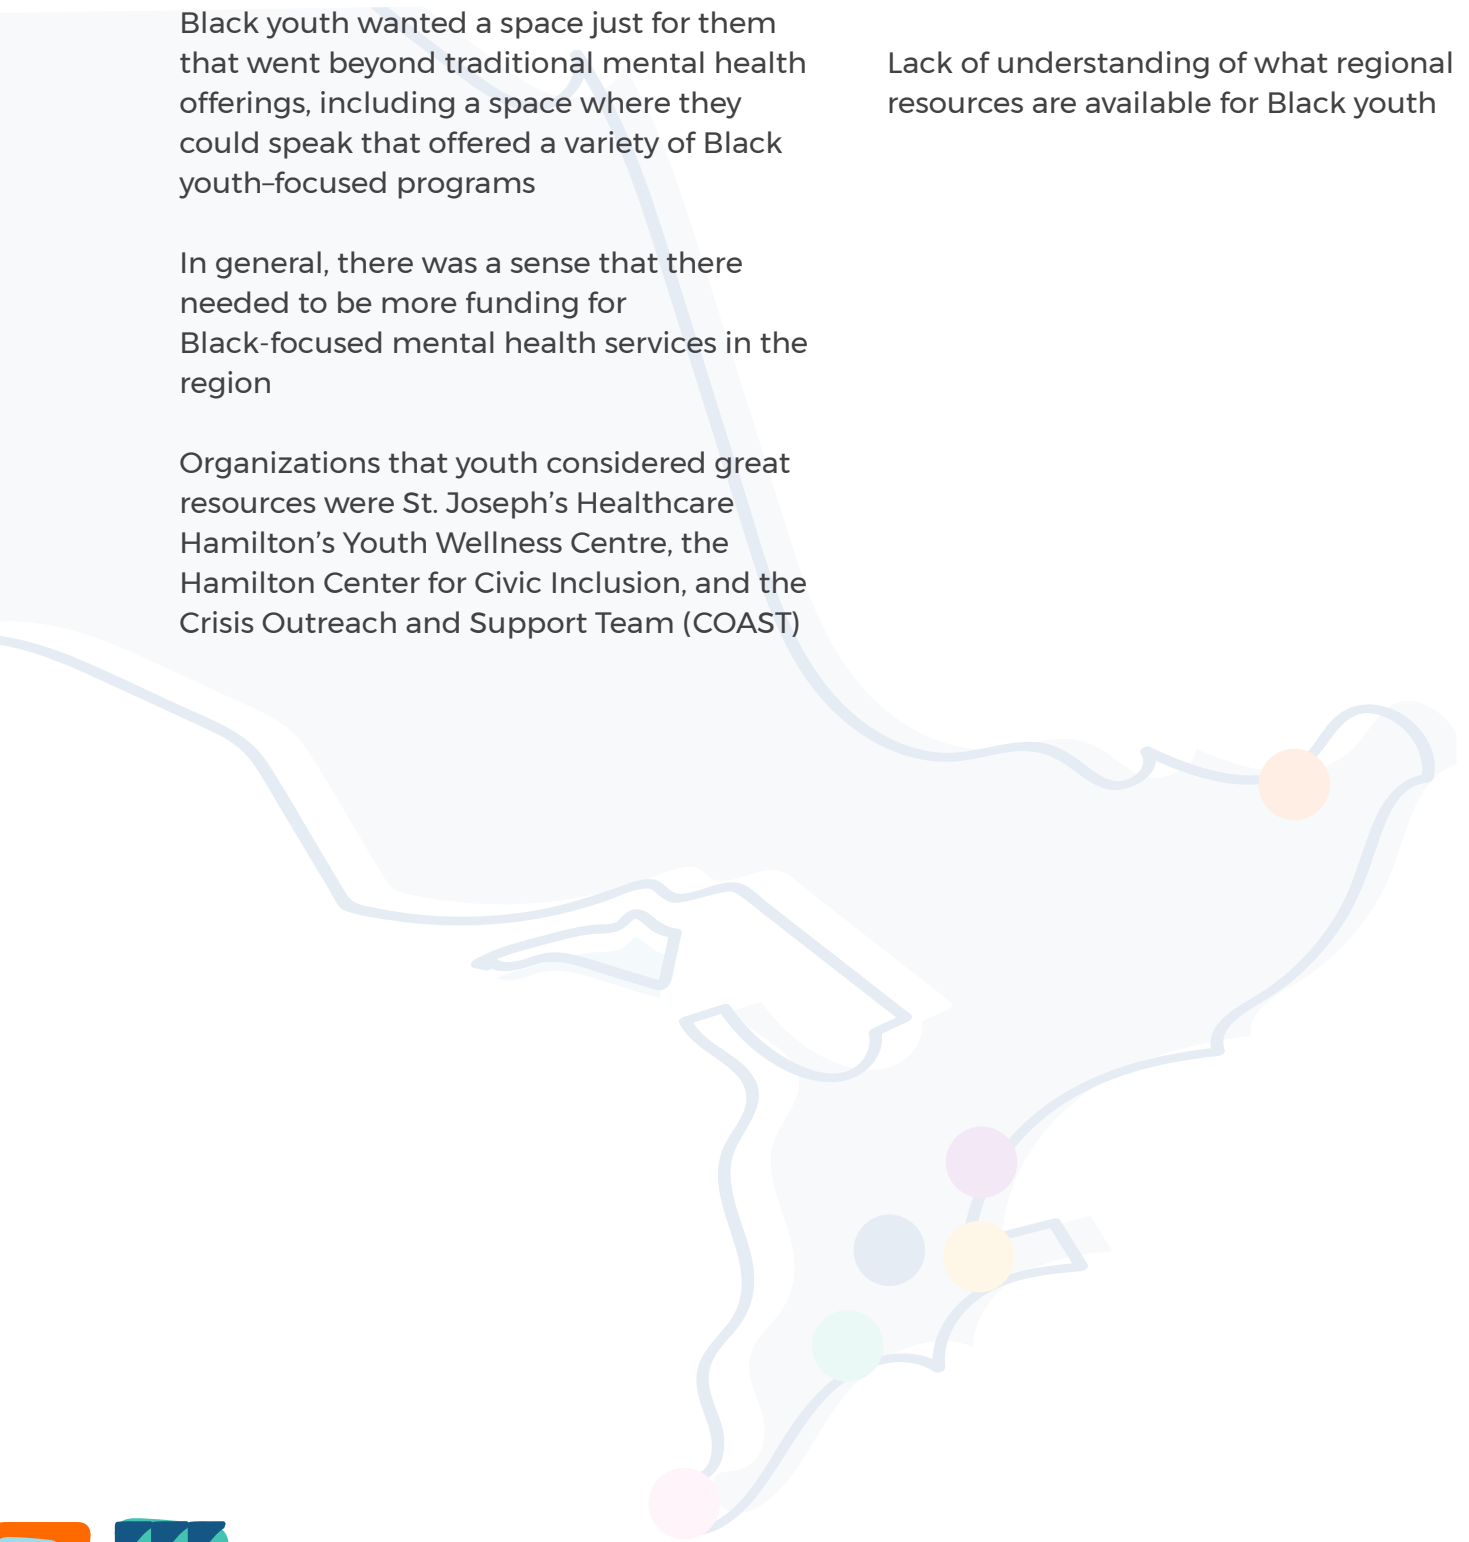 Black youth wanted a space just for them
that went beyond traditional mental health
offerings, including a space where they
could speak that offered a variety of Black
youth–focused programs
In general, there was a sense that there
needed to be more funding for
Black-focused mental health services in the
region
Organizations that youth considered great
resources were St. Joseph’s Healthcare
Hamilton’s Youth Wellness Centre, the
Hamilton Center for Civic Inclusion, and the
Crisis Outreach and Support Team (COAST)
Lack of understanding of what regional
resources are available for Black youth